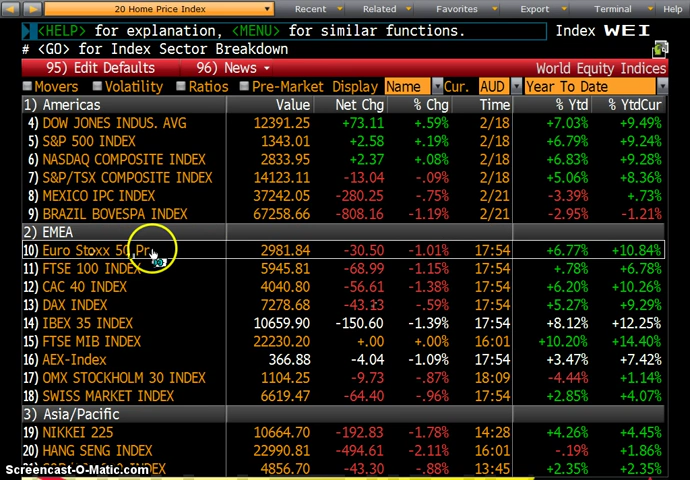 20 Home Price Index Recent Related Favorites Export Terminal Help
<HELP> for explanation, <MENU> for similar functions. Index WEI
# <GO> for Index Sector Breakdown
95) Edit Defaults 96) News World Equity Indices
Movers Volatility Ratios Pre-Market Display Name Cur. AUD Year To Date
1) Americas Value Net Chg % Chg Time % Ytd % YtdCur
4) DOW JONES INDUS. AVG 12391.25 +73.11 +.59% 2/18 +7.03% +9.49%
5) S&P 500 INDEX 1343.01 +2.58 +.19% 2/18 +6.79% +9.24%
6) NASDAQ COMPOSITE INDEX 2833.95 +2.37 +.08% 2/18 +6.83% +9.28%
7) S&P/TSX COMPOSITE INDEX 14123.11 -13.04 -.09% 2/18 +5.06% +8.36%
8) MEXICO IPC INDEX 37242.05 -280.25 -.75% 2/21 -3.39% +.73%
9) BRAZIL BOVESPA INDEX 67258.66 -808.16 -1.19% 2/21 -2.95% -1.21%
2) EMEA
10) Euro Stoxx 50 Pr 2981.84 -30.50 -1.01% 17:54 +6.77% +10.84%
11) FTSE 100 INDEX 5945.81 -68.99 -1.15% 17:54 +.78% +6.78%
12) CAC 40 INDEX 4040.80 -56.61 -1.38% 17:54 +6.20% +10.26%
13) DAX INDEX 7278.68 -43.13 -.59% 17:54 +5.27% +9.29%
14) IBEX 35 INDEX 10659.90 -150.60 -1.39% 17:54 +8.12% +12.25%
15) FTSE MIB INDEX 22230.20 +.00 +.00% 16:01 +10.20% +14.40%
16) AEX-Index 366.88 -4.04 -1.09% 17:54 +3.47% +7.42%
17) OMX STOCKHOLM 30 INDEX 1104.25 -9.73 -.87% 18:09 -4.44% +1.14%
18) SWISS MARKET INDEX 6619.47 -64.40 -.96% 17:54 +2.85% +4.07%
3) Asia/Pacific
19) NIKKEI 225 10664.70 -192.83 -1.78% 14:28 +4.26% +4.45%
20) HANG SENG INDEX 22990.81 -494.61 -2.11% 16:01 -.19% +1.86%
4856.70 -43.30 -.88% 13:45 +2.35% +2.35%
Screencast-O-Matic.com